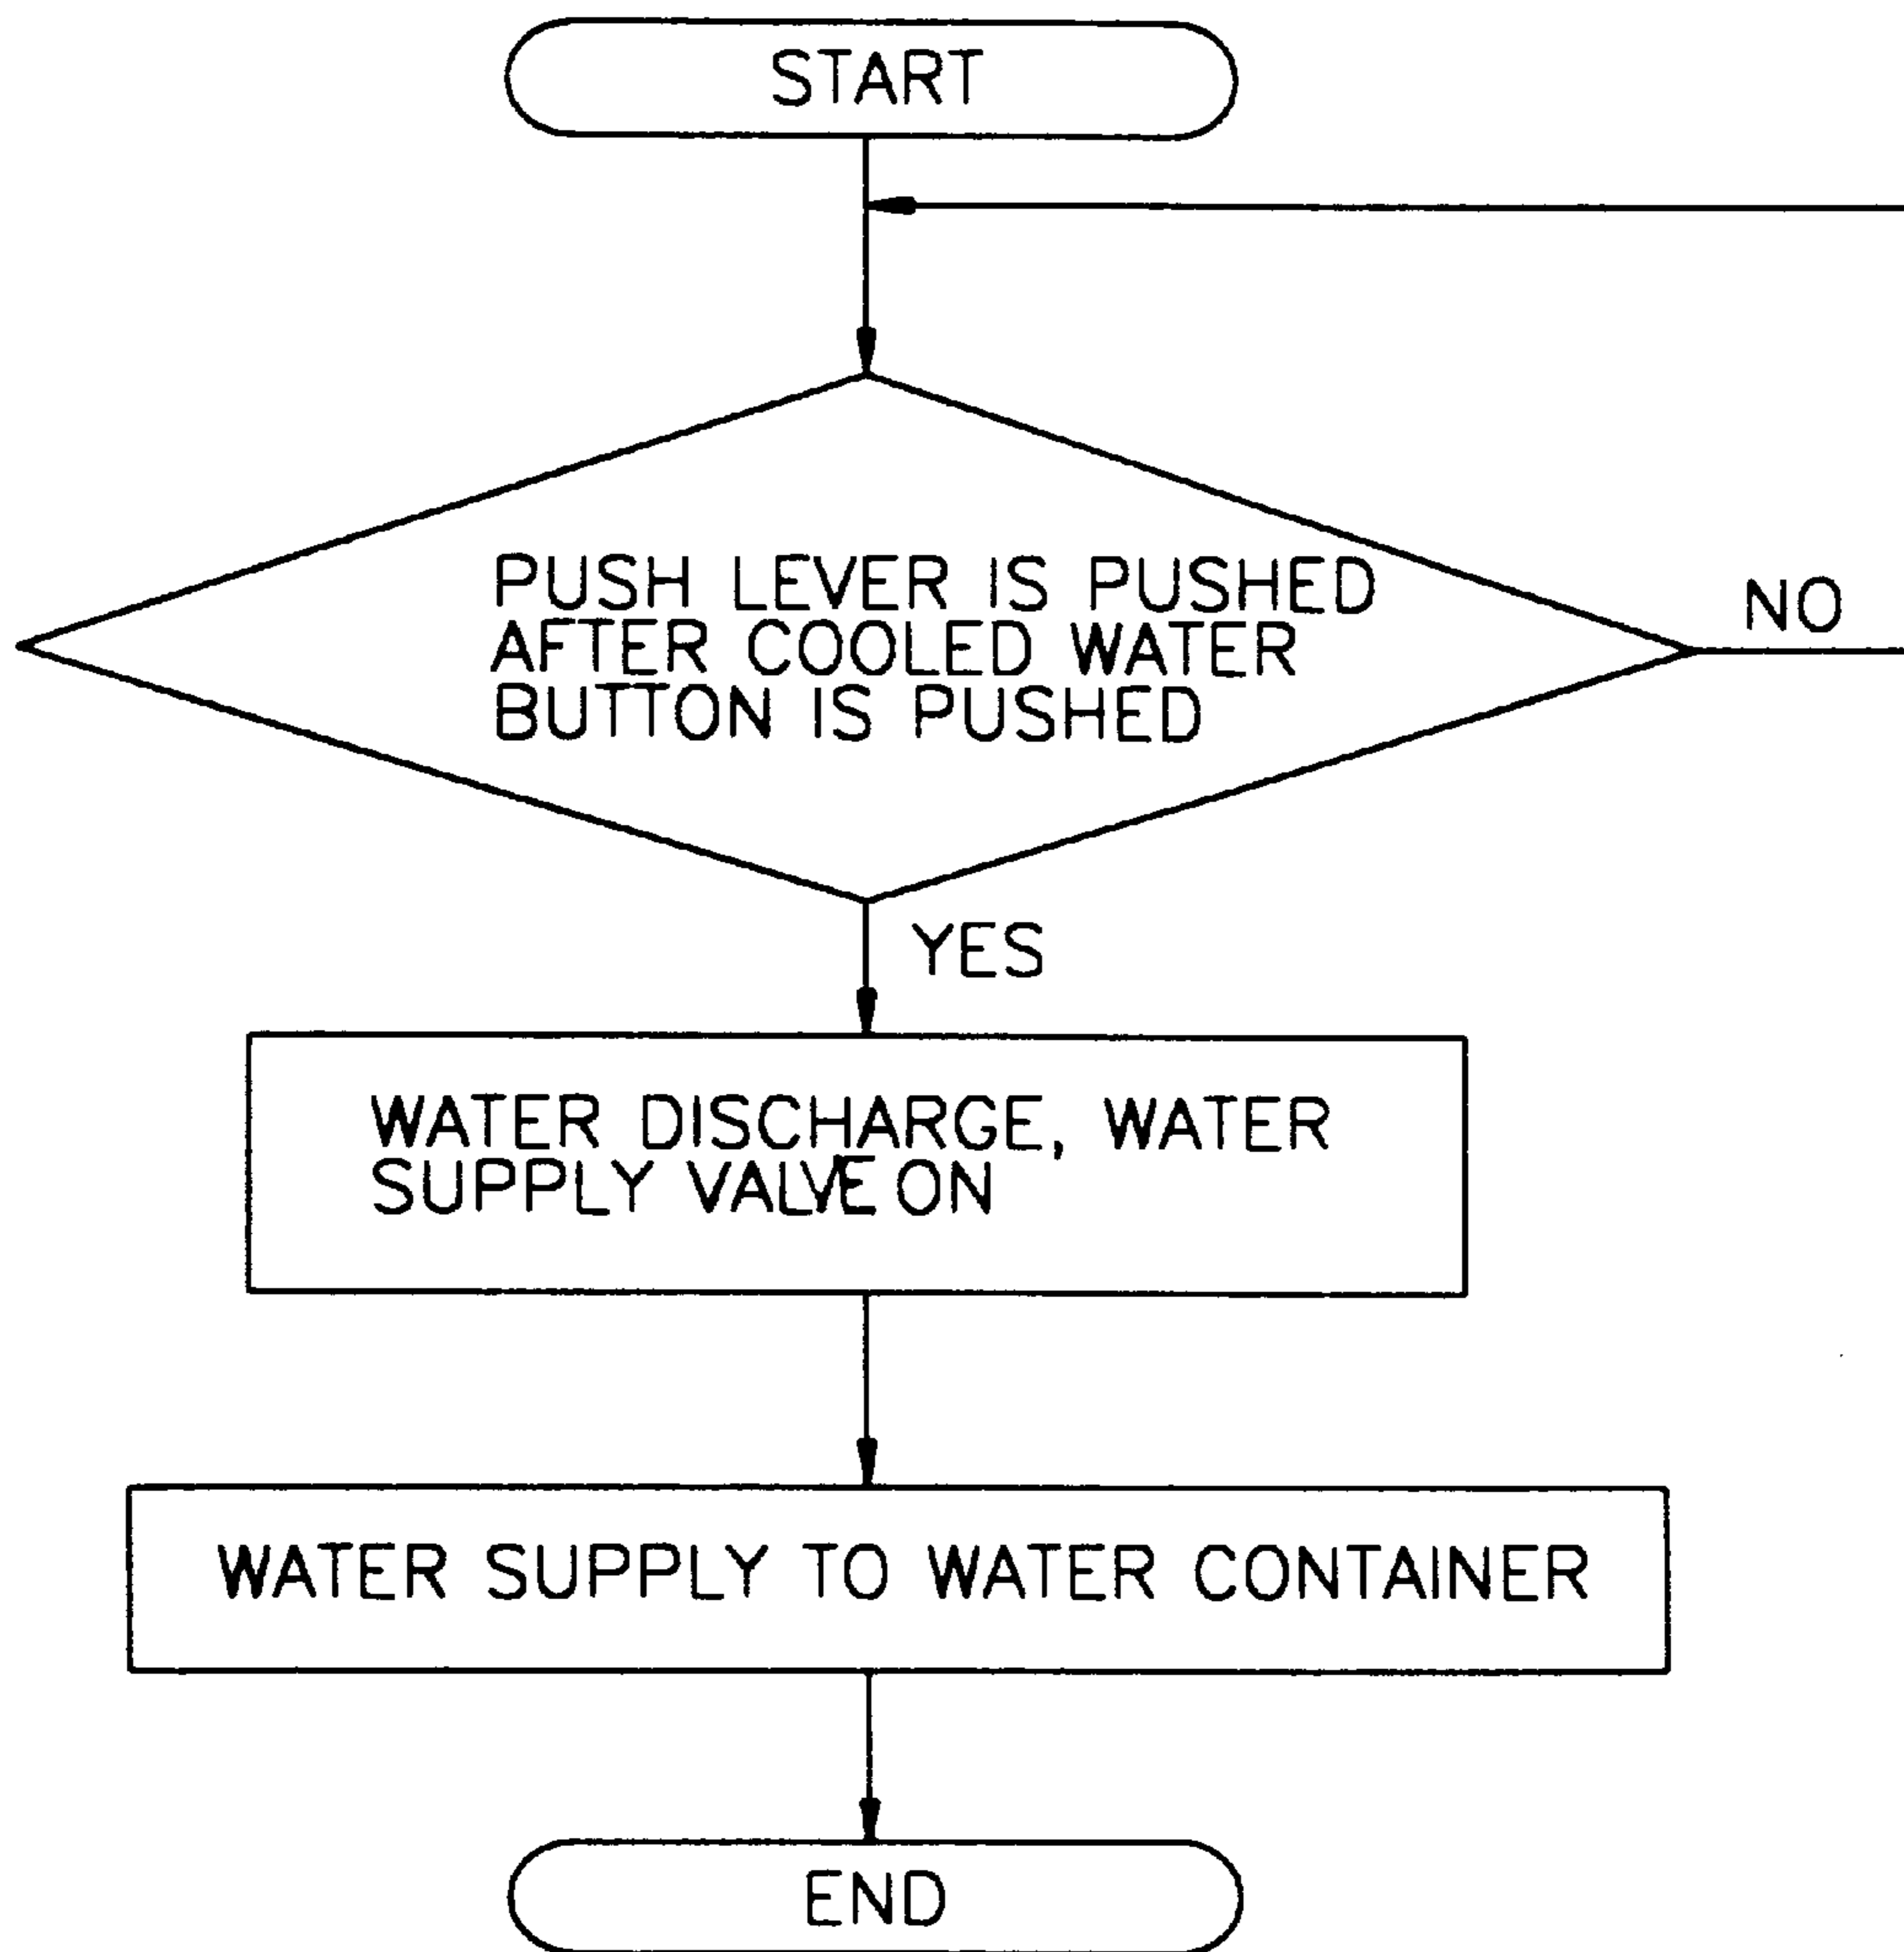 START
PUSH LEVER IS PUSHED
AFTER COOLED WATER
BUTTON IS PUSHED
NO
YES
WATER DISCHARGE, WATER
SUPPLY VALVE ON
WATER SUPPLY TO WATER CONTAINER
END